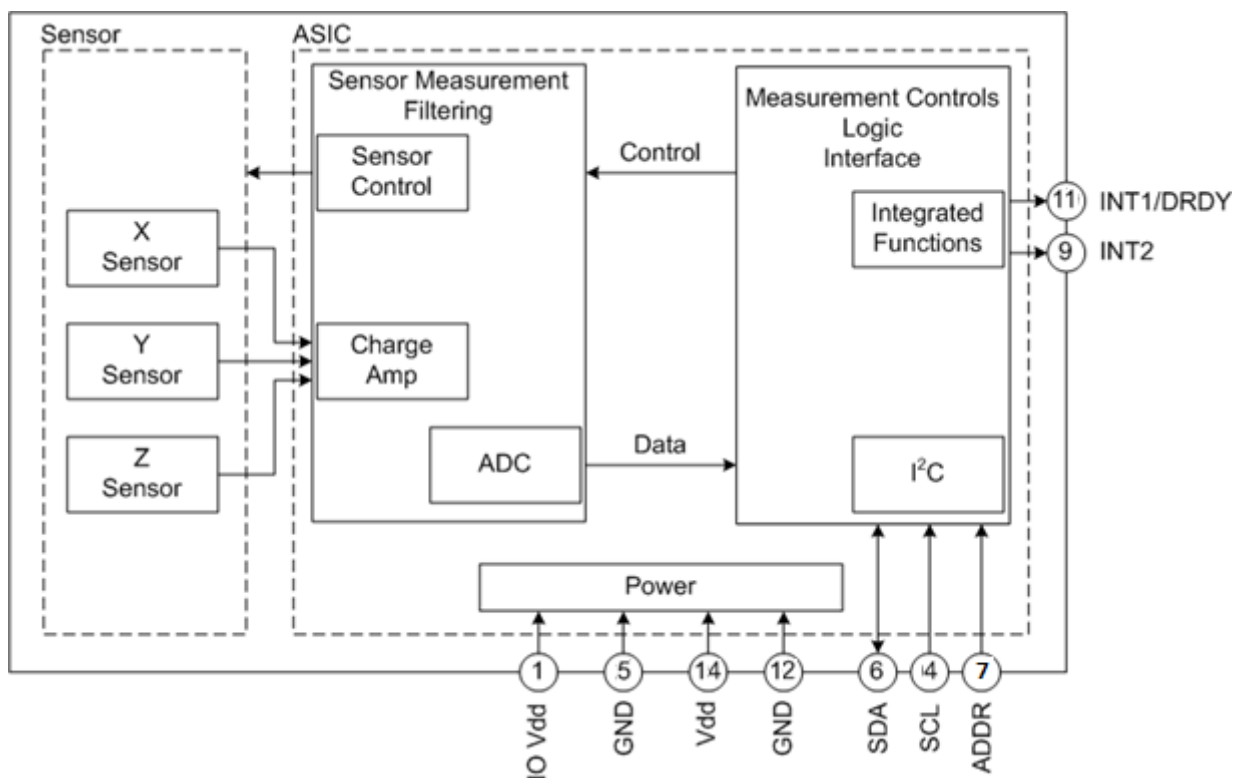 Sensor
ASIC
Sensor Measurement
Filtering
Sensor
Control
X
Sensor
Y
Sensor
Z
Sensor
Charge
Amp
ADC
Control
Data
Measurement Controls
Logic
Interface
Integrated
Functions
I²C
11 INT1/DRDY
9 INT2
Power
1
5
14
12
6
4
7
IO Vdd
GND
Vdd
GND
SDA
SCL
ADDR